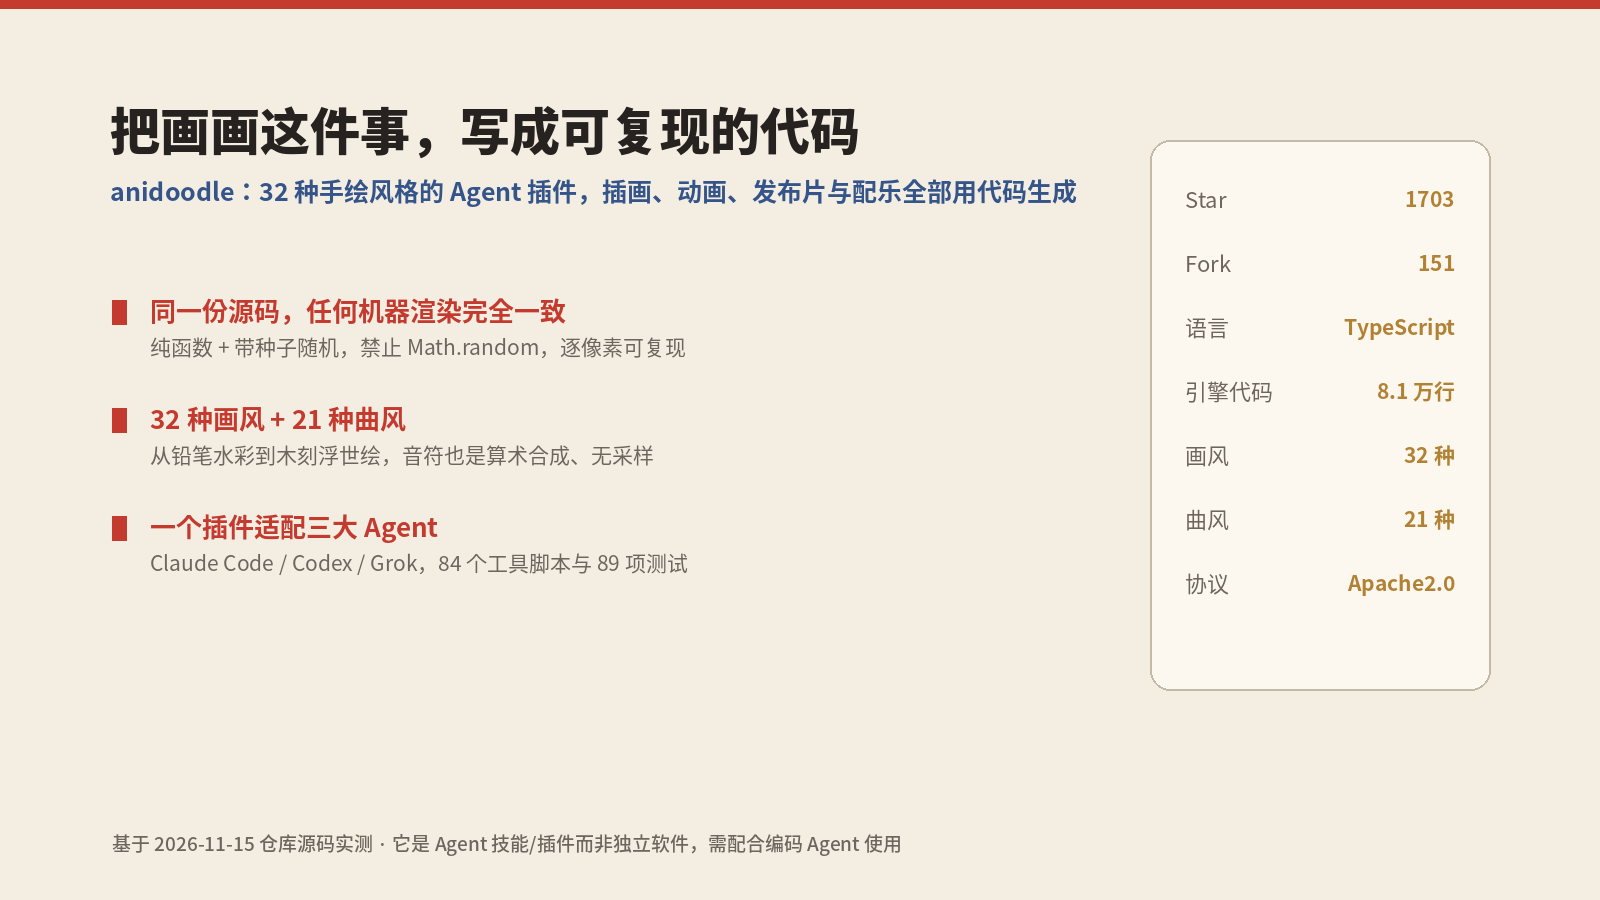 把画画这件事，写成可复现的代码
anidoodle：32 种手绘风格的 Agent 插件，插画、动画、发布片与配乐全部用代码生成
同一份源码，任何机器渲染完全一致
纯函数 + 带种子随机，禁止 Math.random，逐像素可复现
32 种画风 + 21 种曲风
从铅笔水彩到木刻浮世绘，音符也是算术合成、无采样
一个插件适配三大 Agent
Claude Code / Codex / Grok，84 个工具脚本与 89 项测试
Star 1703
Fork 151
语言 TypeScript
引擎代码 8.1 万行
画风 32 种
曲风 21 种
协议 Apache2.0
基于 2026-11-15 仓库源码实测 · 它是 Agent 技能/插件而非独立软件，需配合编码 Agent 使用